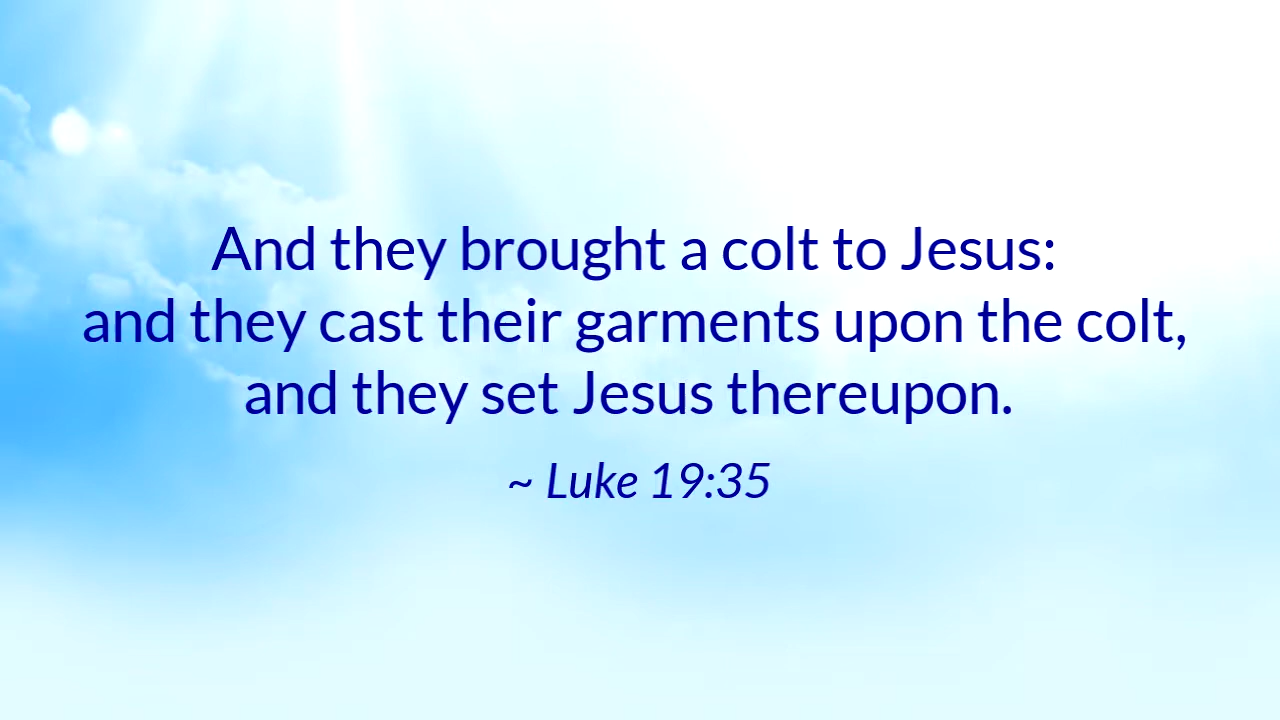 And they brought a colt to Jesus:
and they cast their garments upon the colt,
and they set Jesus thereupon.
~ Luke 19:35